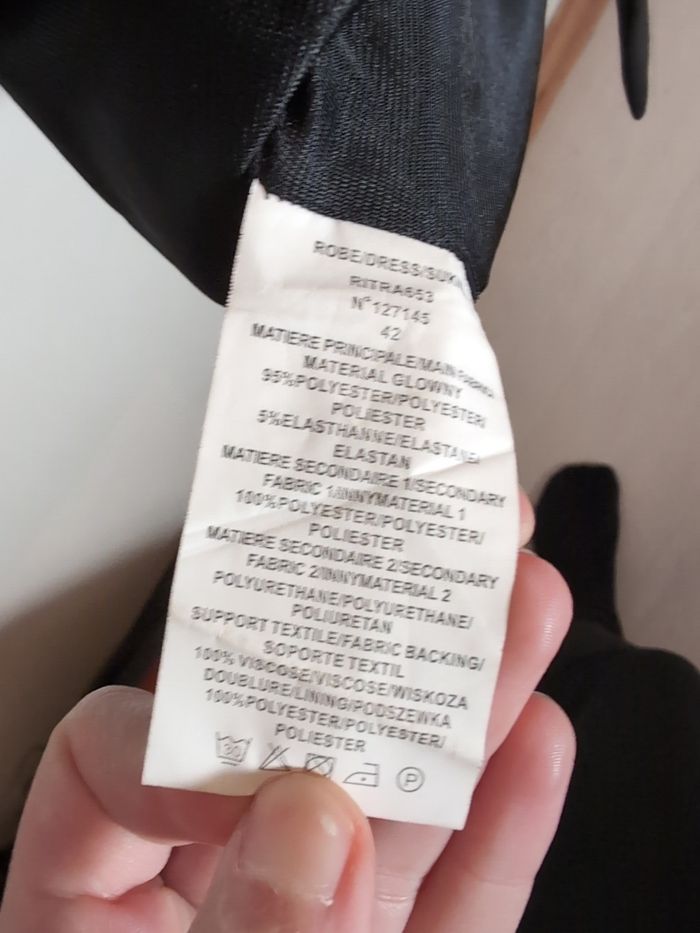 ROBE/DRESS/SUK
RITRA653
N°127145
42
MATIERE PRINCIPALE/MAIN FABRIC/
MATERIAL GLOWNY
95%POLYESTER/POLYESTER/
POLIESTER
5%ELASTHANNE/ELASTANE/
ELASTAN
MATIERE SECONDAIRE 1/SECONDARY
FABRIC 1/INNYMATERIAL 1
100%POLYESTER/POLYESTER/
POLIESTER
MATIERE SECONDAIRE 2/SECONDARY
FABRIC 2/INNYMATERIAL 2
POLYURETHANE/POLYURETHANE/
POLIURETAN
SUPPORT TEXTILE/FABRIC BACKING/
SOPORTE TEXTIL
100% VISCOSE/VISCOSE/WISKOZA
DOUBLURE/LINING/PODSZEWKA
100%POLYESTER/POLYESTER/
POLIESTER
30 P